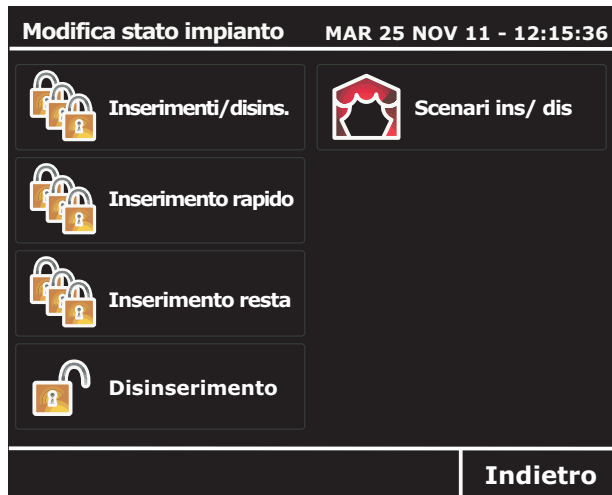 Modifica stato impianto MAR 25 NOV 11 - 12:15:36
Inserimenti/disins. Scenari ins/ dis
Inserimento rapido
Inserimento resta
Disinserimento
Indietro